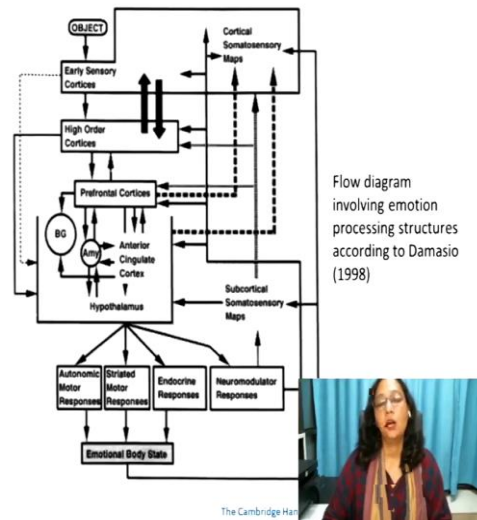 OBJECT
Early Sensory
Cortices
Cortical
Somatosensory
Maps
High Order
Cortices
Prefrontal Cortices
BG
Amy
Anterior
Cingulate
Cortex
Hypothalamus
Subcortical
Somatosensory
Maps
Flow diagram
involving emotion
processing structures
according to Damasio
(1998)
Autonomic
Motor
Responses
Striated
Motor
Responses
Endocrine
Responses
Neuromodulator
Responses
Emotional Body State
The Cambridge Han